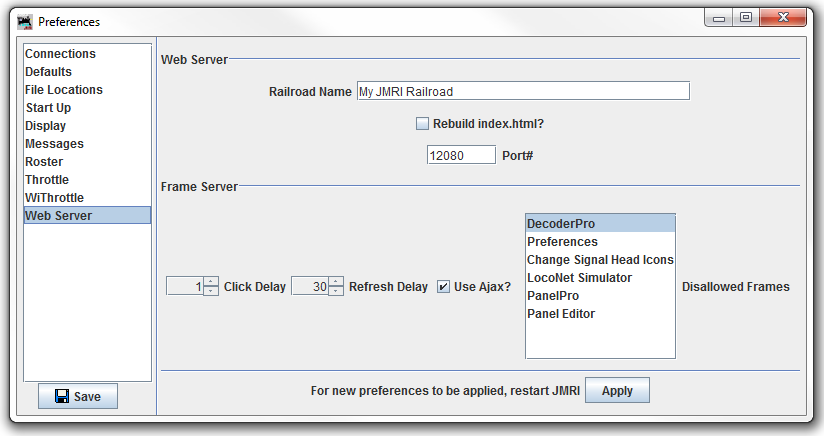 Preferences
Connections
Defaults
File Locations
Start Up
Display
Messages
Roster
Throttle
WiThrottle
Web Server
Save
Web Server
Railroad Name My JMRI Railroad
Rebuild index.html?
12080 Port#
Frame Server
1 Click Delay 30 Refresh Delay Use Ajax?
DecoderPro
Preferences
Change Signal Head Icons
LocoNet Simulator
PanelPro
Panel Editor
Disallowed Frames
For new preferences to be applied, restart JMRI Apply